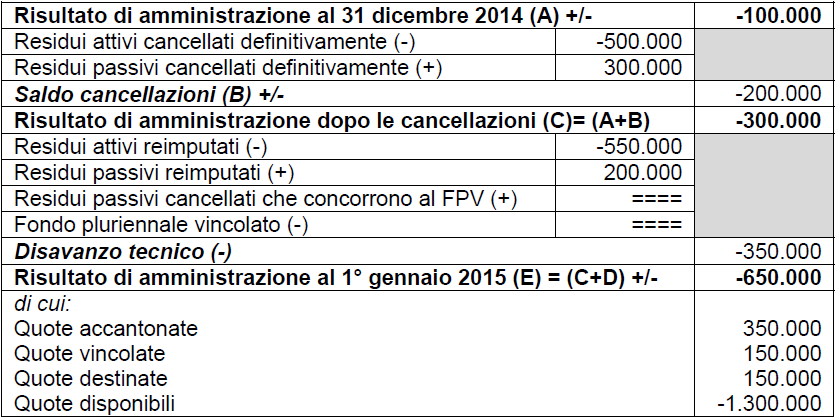 Risultato di amministrazione al 31 dicembre 2014 (A) +/- -100.000
Residui attivi cancellati definitivamente (-) -500.000
Residui passivi cancellati definitivamente (+) 300.000
Saldo cancellazioni (B) +/- -200.000
Risultato di amministrazione dopo le cancellazioni (C)= (A+B) -300.000
Residui attivi reimputati (-) -550.000
Residui passivi reimputati (+) 200.000
Residui passivi cancellati che concorrono al FPV (+) ====
Fondo pluriennale vincolato (-) ====
Disavanzo tecnico (-) -350.000
Risultato di amministrazione al 1° gennaio 2015 (E) = (C+D) +/- -650.000
di cui:
Quote accantonate 350.000
Quote vincolate 150.000
Quote destinate 150.000
Quote disponibili -1.300.000